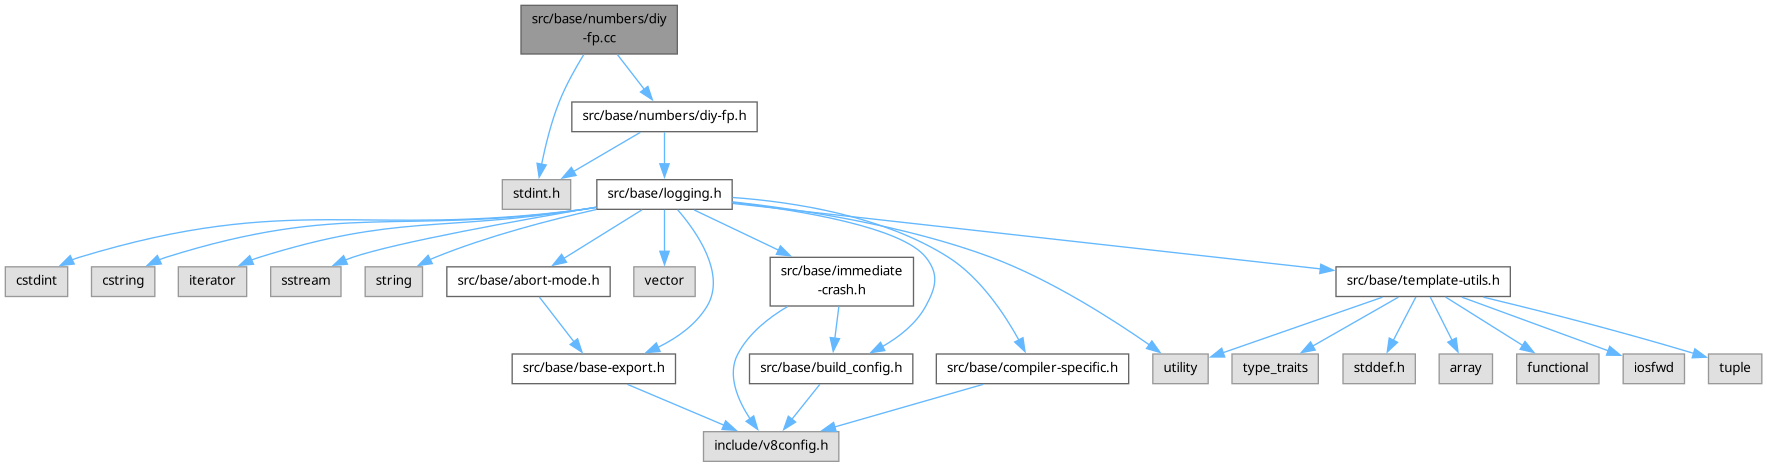 src/base/numbers/diy
-fp.cc
src/base/numbers/diy-fp.h
stdint.h
src/base/logging.h
cstdint
cstring
iterator
sstream
string
src/base/abort-mode.h
vector
src/base/immediate
-crash.h
src/base/template-utils.h
src/base/base-export.h
src/base/build_config.h
src/base/compiler-specific.h
utility
type_traits
stddef.h
array
functional
iosfwd
tuple
include/v8config.h